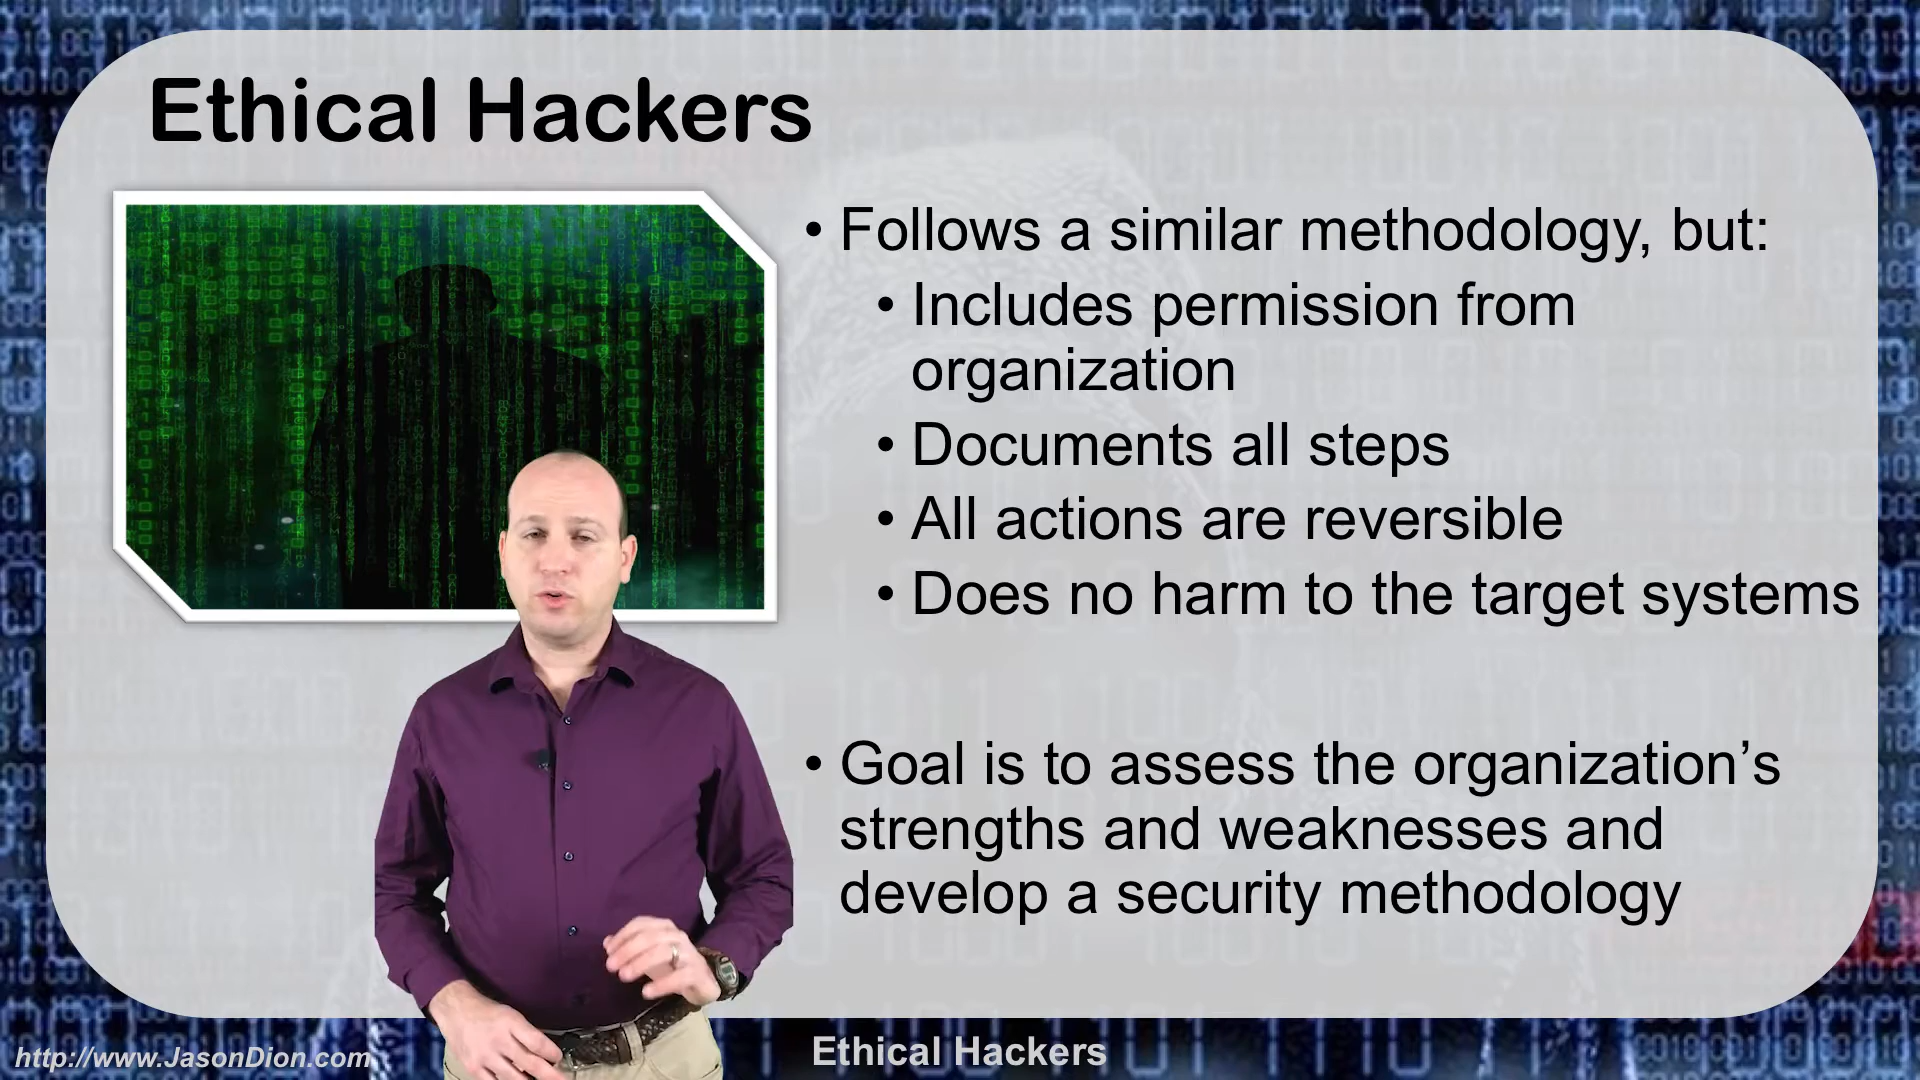 Ethical Hackers
• Follows a similar methodology, but:
• Includes permission from
organization
• Documents all steps
• All actions are reversible
• Does no harm to the target systems
• Goal is to assess the organization’s
strengths and weaknesses and
develop a security methodology
http://www.JasonDion.com
Ethical Hackers